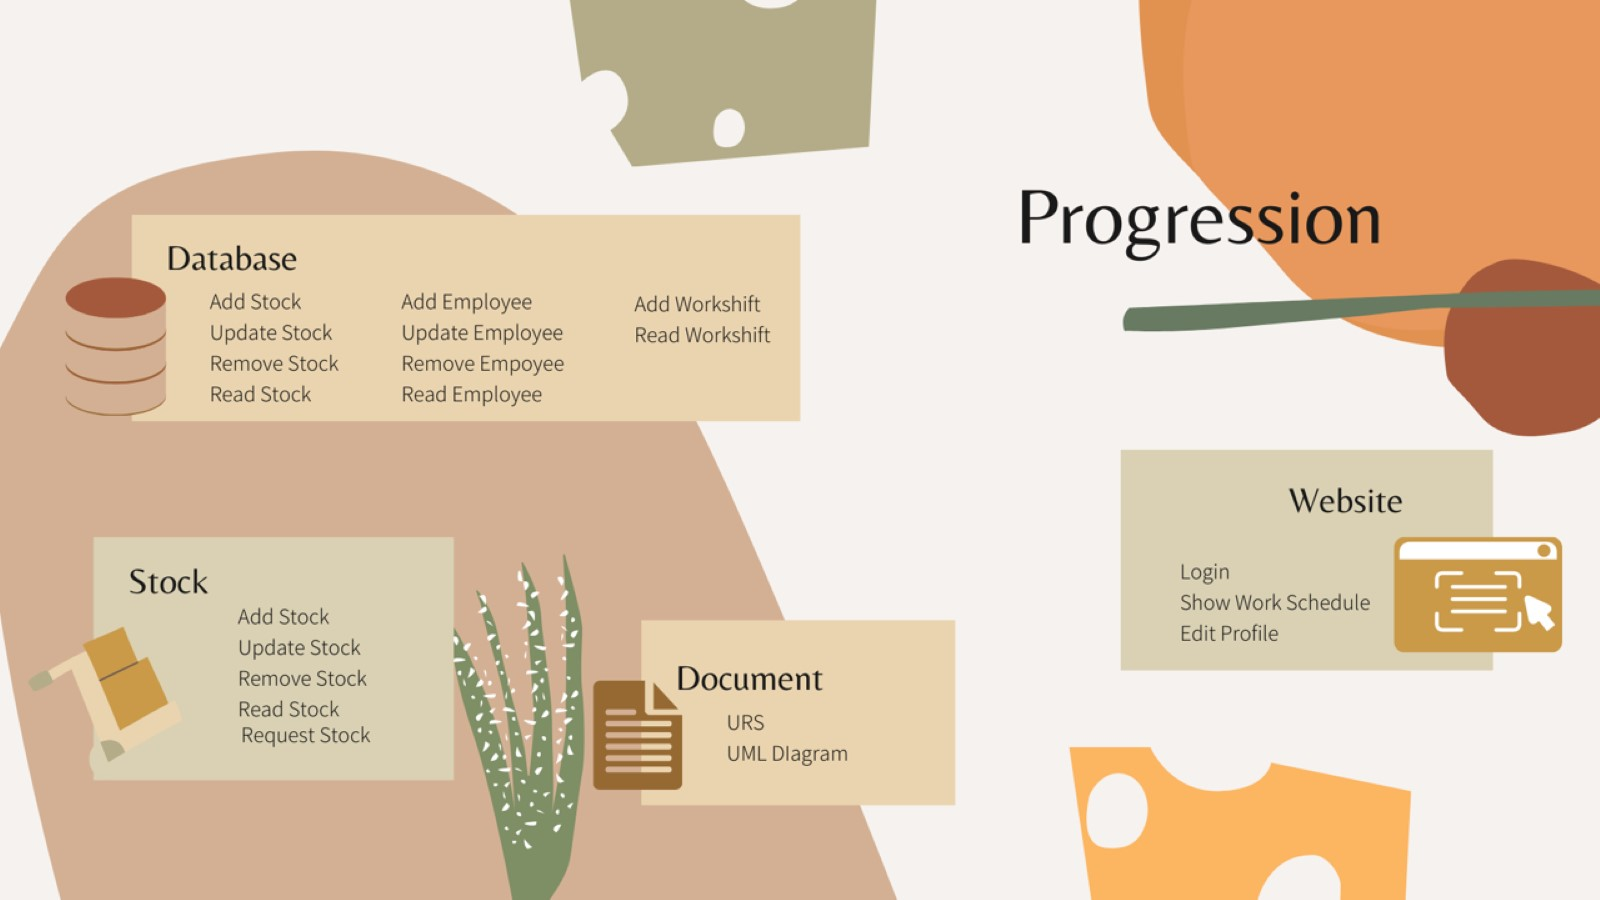 Progression
Database
Add Stock
Update Stock
Remove Stock
Read Stock
Add Employee
Update Employee
Remove Empoyee
Read Employee
Add Workshift
Read Workshift
Stock
Add Stock
Update Stock
Remove Stock
Read Stock
Request Stock
Document
URS
UML DIagram
Website
Login
Show Work Schedule
Edit Profile